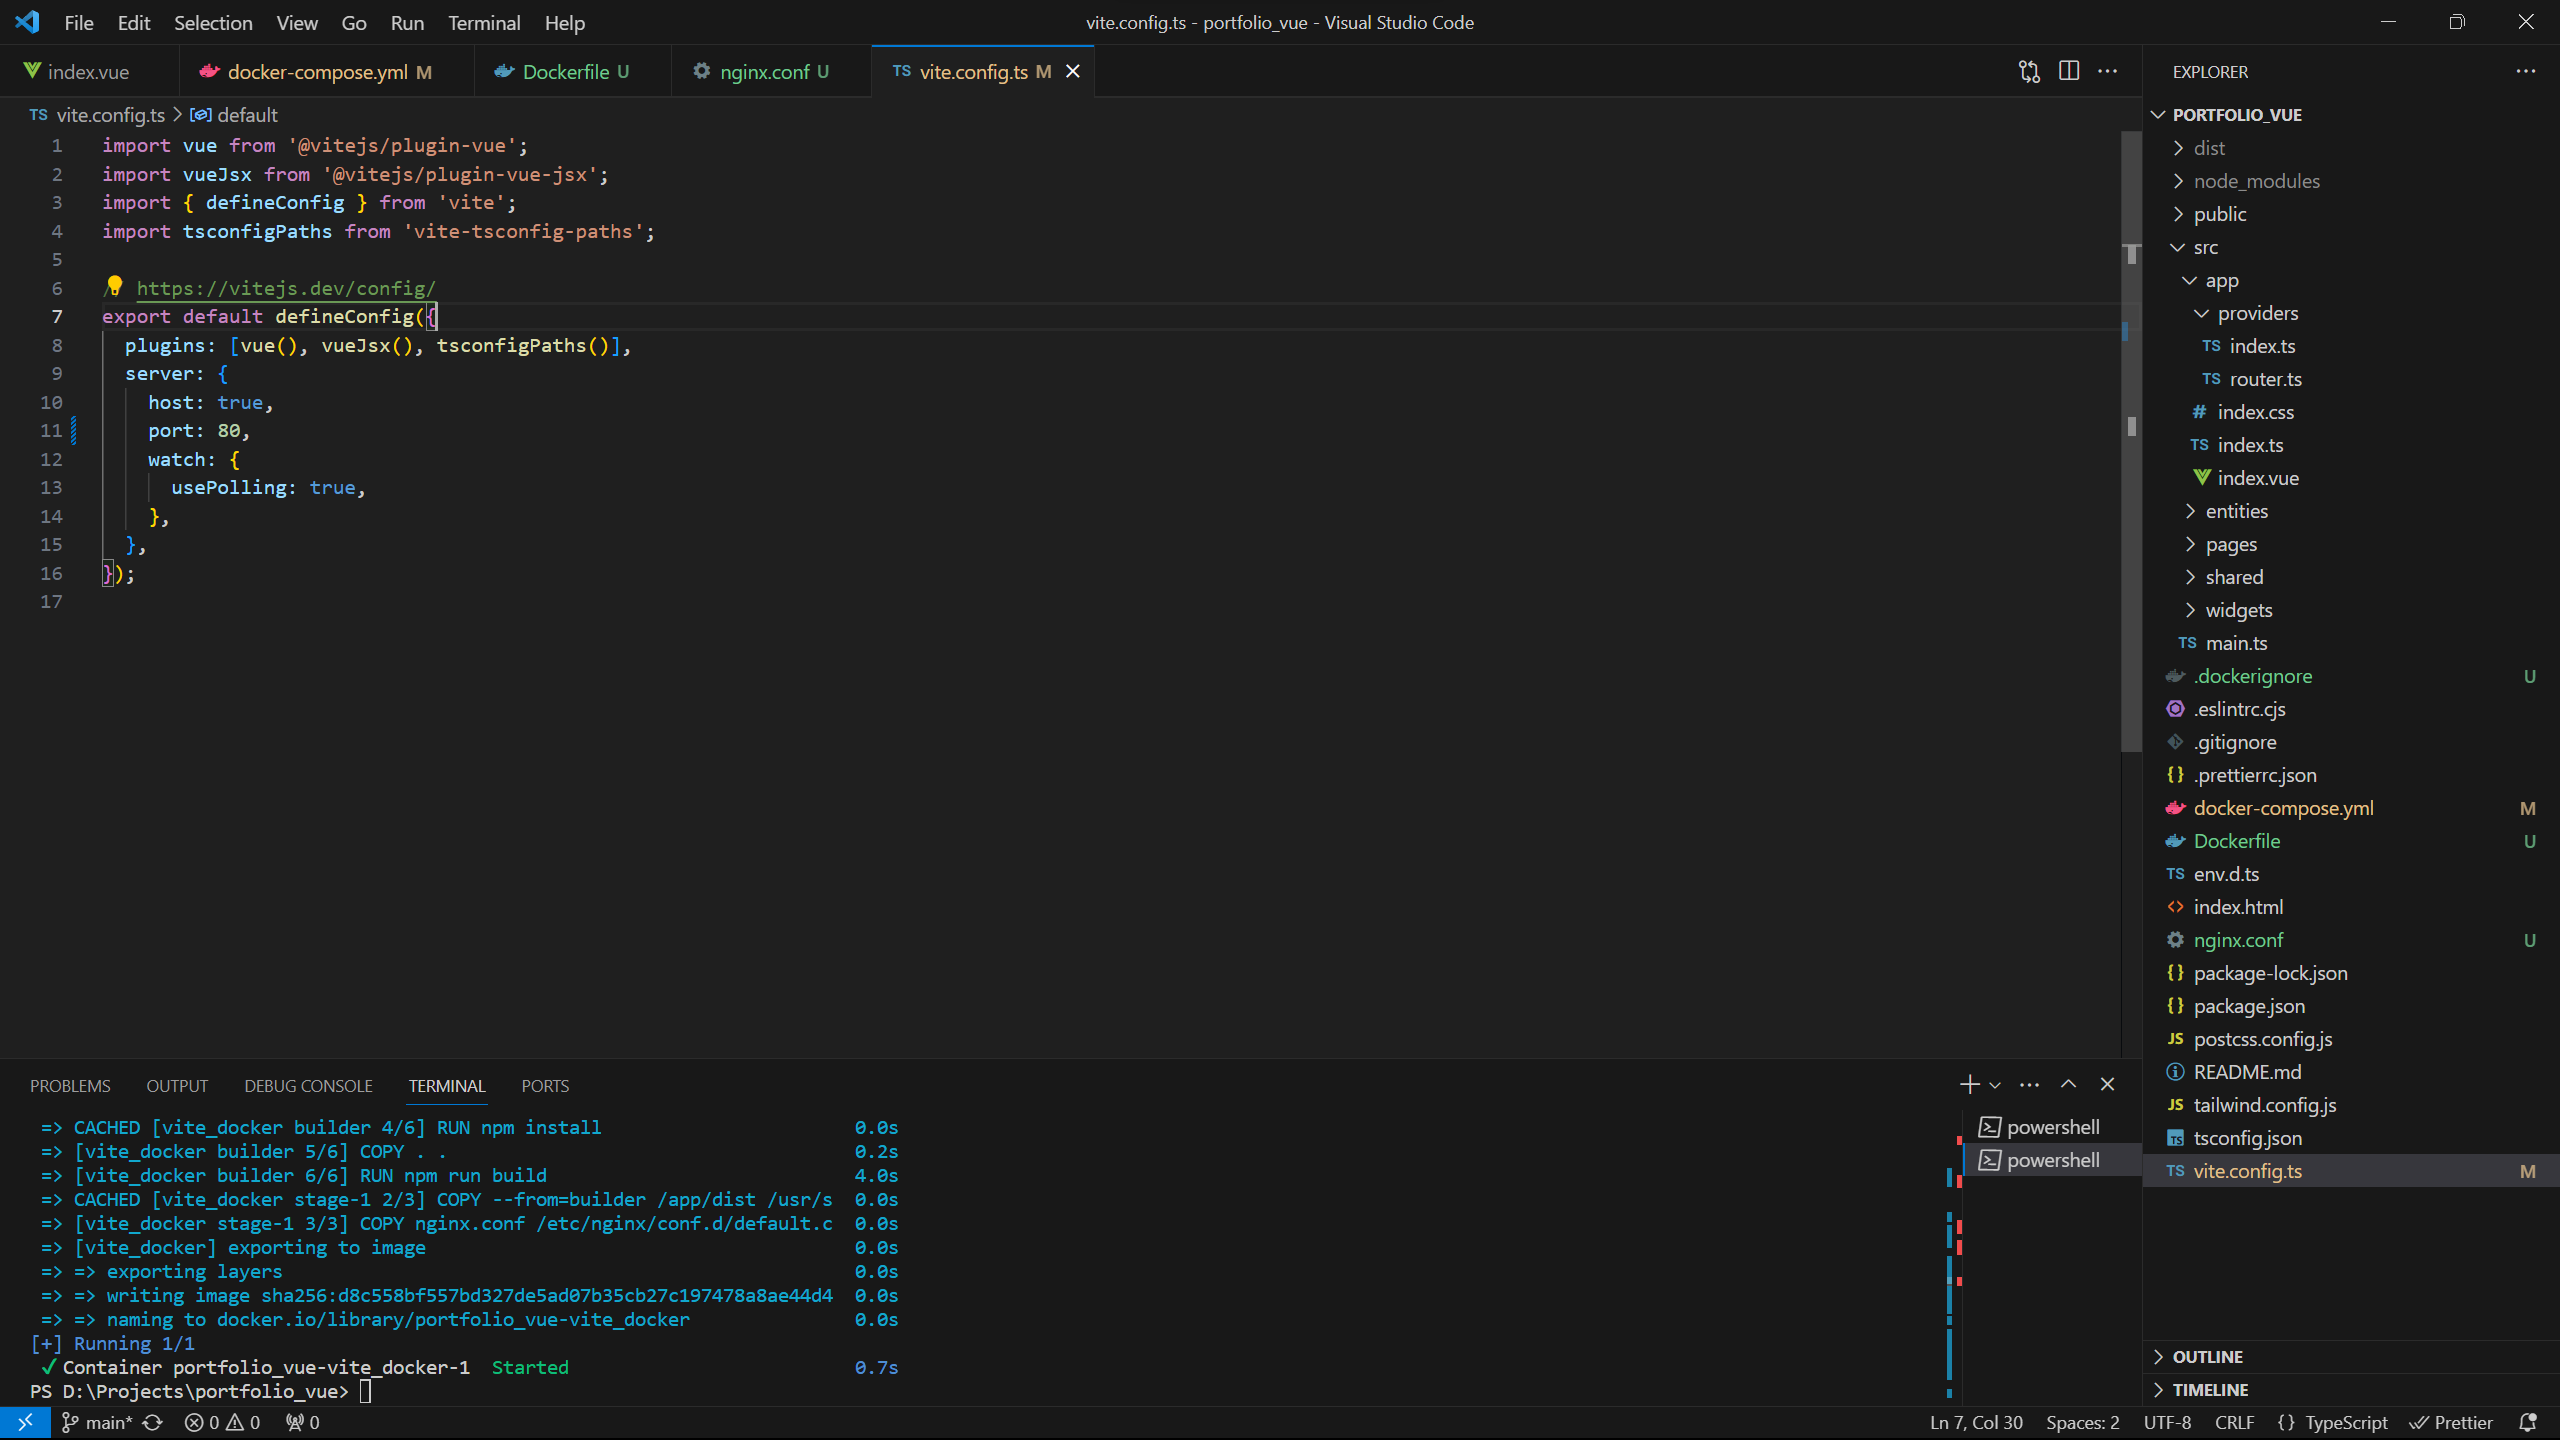 File Edit Selection View Go Run Terminal Help
vite.config.ts - portfolio_vue - Visual Studio Code
index.vue
docker-compose.yml M
Dockerfile U
nginx.conf U
TS vite.config.ts M
TS vite.config.ts > default
1 import vue from '@vitejs/plugin-vue';
2 import vueJsx from '@vitejs/plugin-vue-jsx';
3 import { defineConfig } from 'vite';
4 import tsconfigPaths from 'vite-tsconfig-paths';
5
6 // https://vitejs.dev/config/
7 export default defineConfig({
8 plugins: [vue(), vueJsx(), tsconfigPaths()],
9 server: {
10 host: true,
11 port: 80,
12 watch: {
13 usePolling: true,
14 },
15 },
16 });
17
PROBLEMS OUTPUT DEBUG CONSOLE TERMINAL PORTS
=> CACHED [vite_docker builder 4/6] RUN npm install 0.0s
=> [vite_docker builder 5/6] COPY . . 0.2s
=> [vite_docker builder 6/6] RUN npm run build 4.0s
=> CACHED [vite_docker stage-1 2/3] COPY --from=builder /app/dist /usr/s 0.0s
=> [vite_docker stage-1 3/3] COPY nginx.conf /etc/nginx/conf.d/default.c 0.0s
=> [vite_docker] exporting to image 0.0s
=> => exporting layers 0.0s
=> => writing image sha256:d8c558bf557bd327de5ad07b35cb27c197478a8ae44d4 0.0s
=> => naming to docker.io/library/portfolio_vue-vite_docker 0.0s
[+] Running 1/1
✓ Container portfolio_vue-vite_docker-1 Started 0.7s
PS D:\Projects\portfolio_vue>
powershell
powershell
EXPLORER
PORTFOLIO_VUE
dist
node_modules
public
src
app
providers
TS index.ts
TS router.ts
# index.css
TS index.ts
index.vue
entities
pages
shared
widgets
TS main.ts
.dockerignore U
.eslintrc.cjs
.gitignore
{} .prettierrc.json
docker-compose.yml M
Dockerfile U
TS env.d.ts
<> index.html
nginx.conf U
{} package-lock.json
{} package.json
JS postcss.config.js
README.md
JS tailwind.config.js
TS tsconfig.json
TS vite.config.ts M
OUTLINE
TIMELINE
main* 0 0 0
Ln 7, Col 30 Spaces: 2 UTF-8 CRLF {} TypeScript Prettier